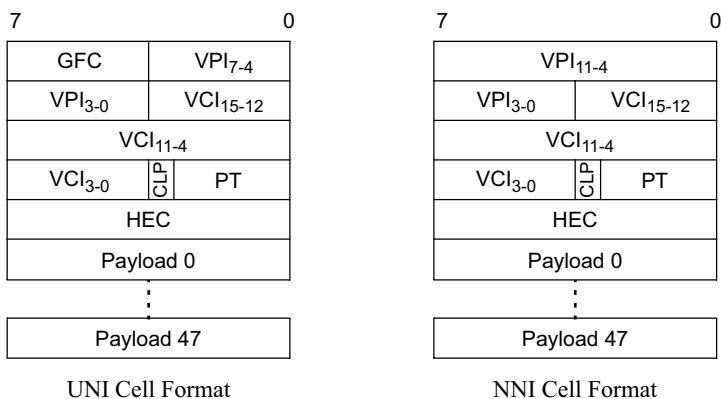 7 0
GFC VPI7-4
VPI3-0 VCI15-12
VCI11-4
VCI3-0 CLP PT
HEC
Payload 0
Payload 47
UNI Cell Format
7 0
VPI11-4
VPI3-0 VCI15-12
VCI11-4
VCI3-0 CLP PT
HEC
Payload 0
Payload 47
NNI Cell Format